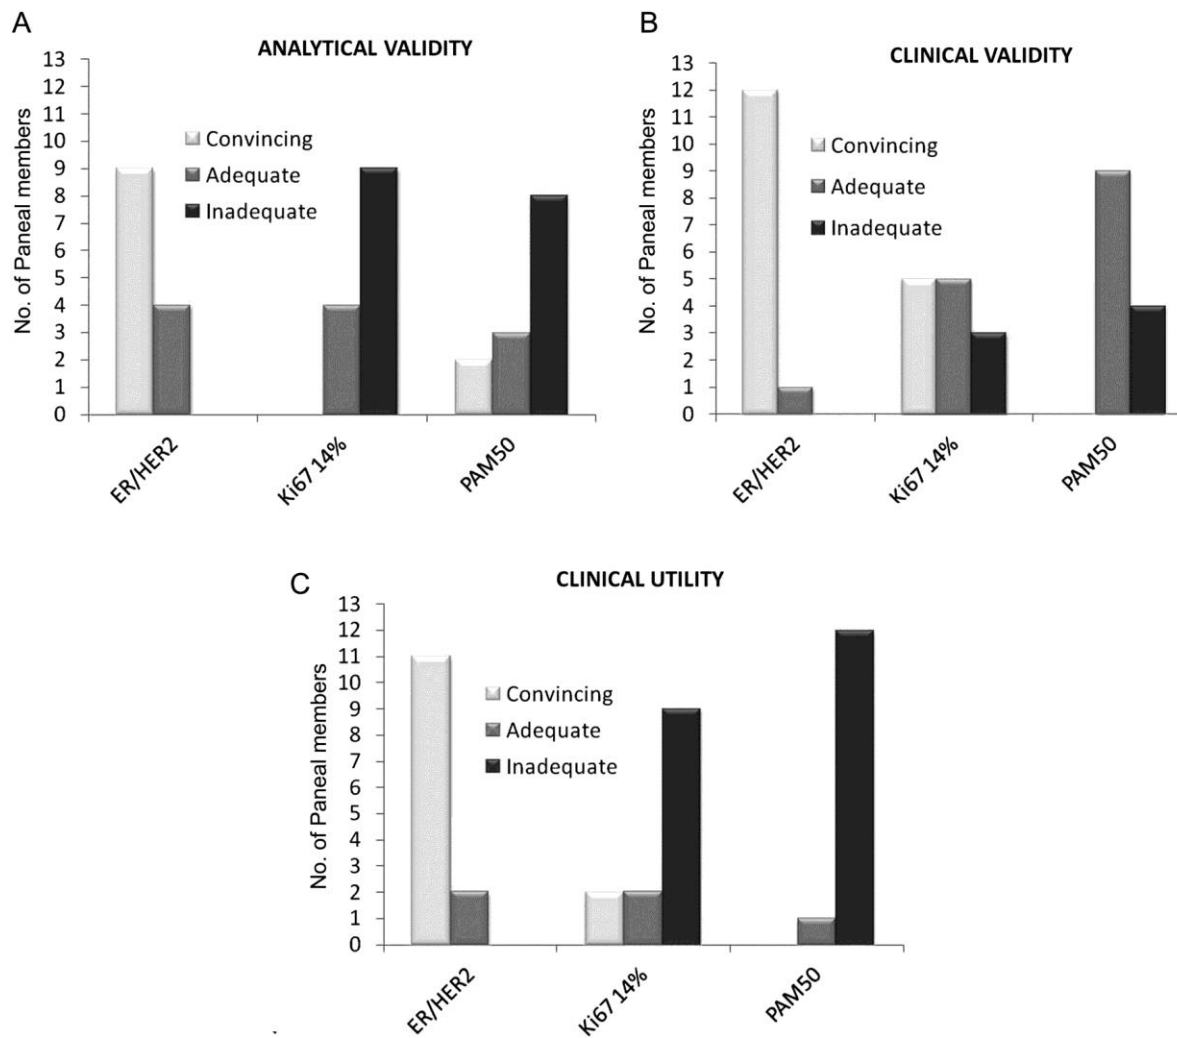 A
ANALYTICAL VALIDITY
No. of Paneal members
13
12
11
10
9
8
7
6
5
4
3
2
1
0
Convincing
Adequate
Inadequate
ER/HER2
Ki67 14%
PAM50
B
CLINICAL VALIDITY
No. of Paneal members
13
12
11
10
9
8
7
6
5
4
3
2
1
0
Convincing
Adequate
Inadequate
ER/HER2
Ki67 14%
PAM50
C
CLINICAL UTILITY
No. of Paneal members
13
12
11
10
9
8
7
6
5
4
3
2
1
0
Convincing
Adequate
Inadequate
ER/HER2
Ki67 14%
PAM50